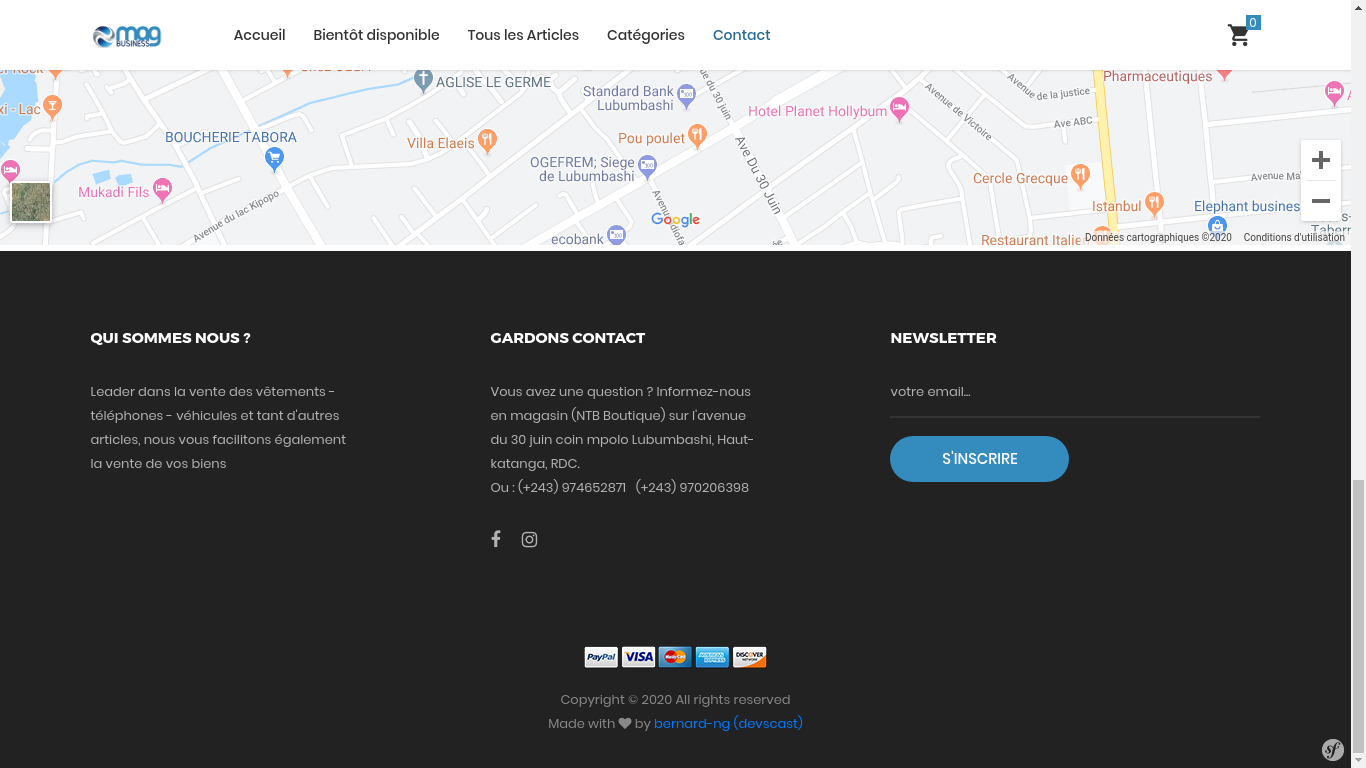 mag
BUSINESS
Accueil
Bientôt disponible
Tous les Articles
Catégories
Contact
0
AGLISE LE GERME
Standard Bank
Lubumbashi
Hotel Planet Hollybum
Pharmaceutiques
Avenue de la justice
Avenue de Victoire
Ave ABC
BOUCHERIE TABORA
Villa Elaeis
Pou poulet
Ave Du 30 Juin
OGEFREM; Siege
de Lubumbashi
Mukadi Fils
Cercle Grecque
Istanbul
Elephant busines
Avenue du lac Kipopo
Google
ecobank
Restaurant Italie
Données cartographiques ©2020
Conditions d'utilisation
QUI SOMMES NOUS ?
Leader dans la vente des vêtements -
téléphones - véhicules et tant d'autres
articles, nous vous facilitons également
la vente de vos biens
GARDONS CONTACT
Vous avez une question ? Informez-nous
en magasin (NTB Boutique) sur l'avenue
du 30 juin coin mpolo Lubumbashi, Haut-
katanga, RDC.
Ou : (+243) 974652871 (+243) 970206398
NEWSLETTER
votre email...
S'INSCRIRE
PayPal
VISA
MasterCard
AMERICAN EXPRESS
DISCOVER
NETWORK
Copyright © 2020 All rights reserved
Made with ♥ by bernard-ng (devscast)
sf